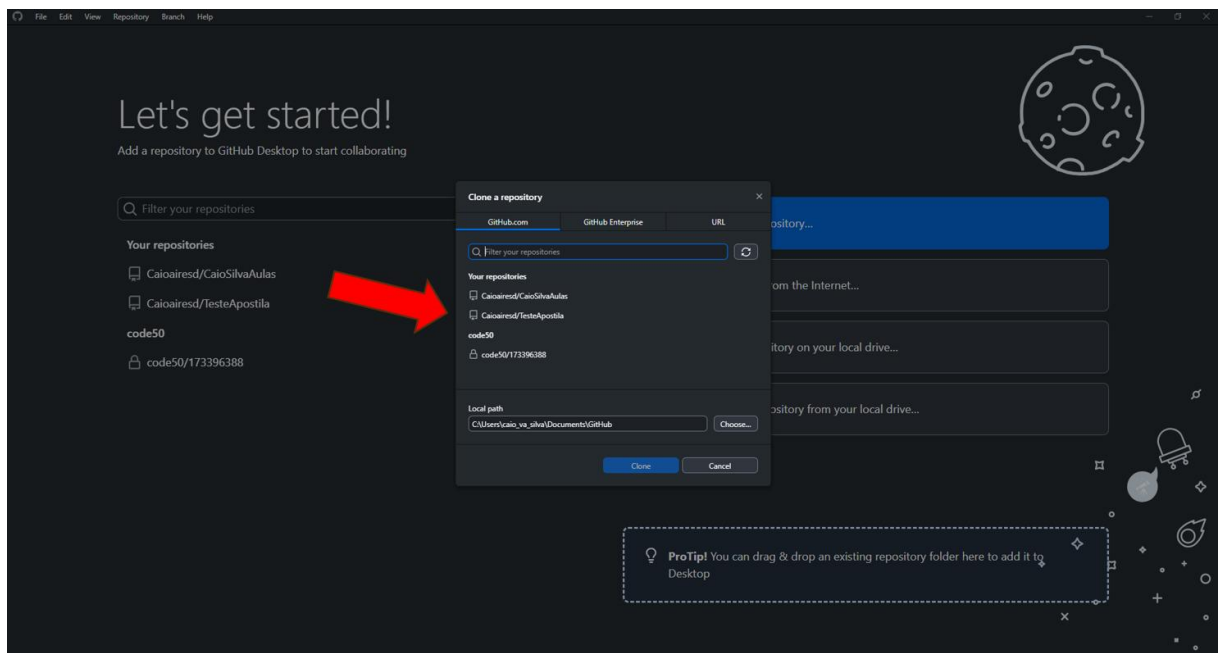 File Edit View Repository Branch Help
Let's get started!
Add a repository to GitHub Desktop to start collaborating
Filter your repositories
Your repositories
Caioairesd/CaioSilvaAulas
Caioairesd/TesteApostila
code50
code50/173396388
Clone a repository
GitHub.com GitHub Enterprise URL
Filter your repositories
Your repositories
Caioairesd/CaioSilvaAulas
Caioairesd/TesteApostila
code50
code50/173396388
Local path
C:\Users\caio_va_silva\Documents\GitHub Choose...
Clone Cancel
ository...
om the Internet...
itory on your local drive...
ository from your local drive...
ProTip! You can drag & drop an existing repository folder here to add it to
Desktop